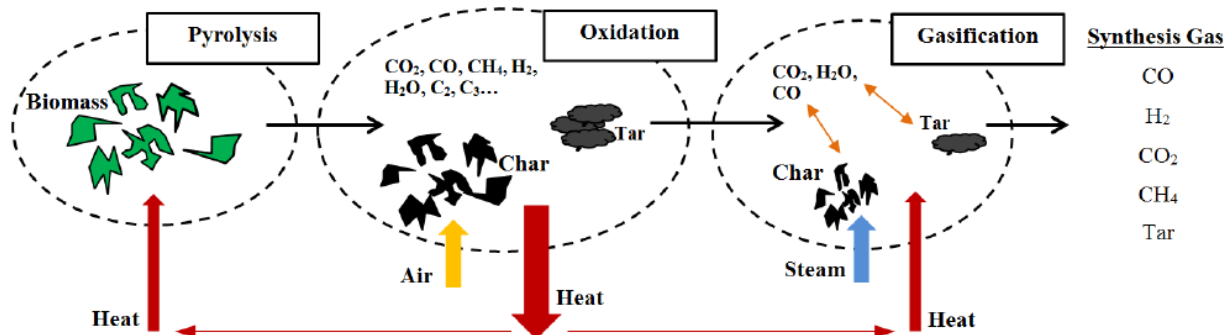 Pyrolysis
Biomass
Heat
Oxidation
CO₂, CO, CH₄, H₂,
H₂O, C₂, C₃...
Tar
Char
Air
Heat
Gasification
CO₂, H₂O,
CO
Tar
Char
Steam
Heat
Synthesis Gas
CO
H₂
CO₂
CH₄
Tar